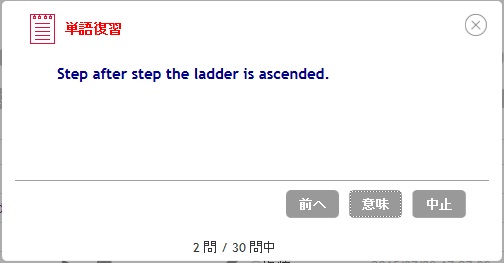 単語復習
Step after step the ladder is ascended.
前へ 意味 中止
2 問 / 30 問中